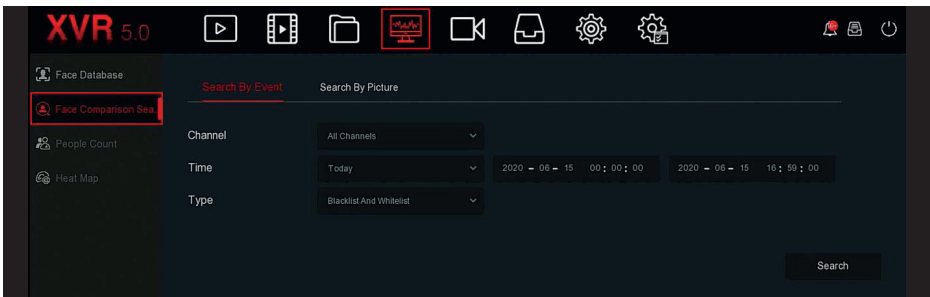 XVR 5.0
Face Database
Face Comparison Sea
People Count
Heat Map
Search By Event
Search By Picture
Channel
All Channels
Time
Today
2020 - 06 - 15 00 : 00 : 00
2020 - 06 - 15 16 : 59 : 00
Type
Blacklist And Whitelist
Search